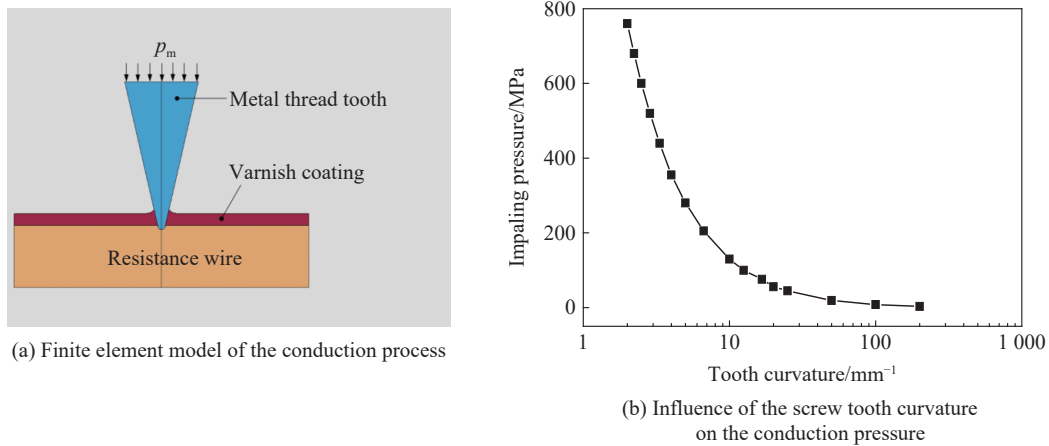 pm
Metal thread tooth
Varnish coating
Resistance wire
(a) Finite element model of the conduction process
800
600
400
200
0
Impaling pressure/MPa
1
10
100
1 000
Tooth curvature/mm⁻¹
(b) Influence of the screw tooth curvature
on the conduction pressure